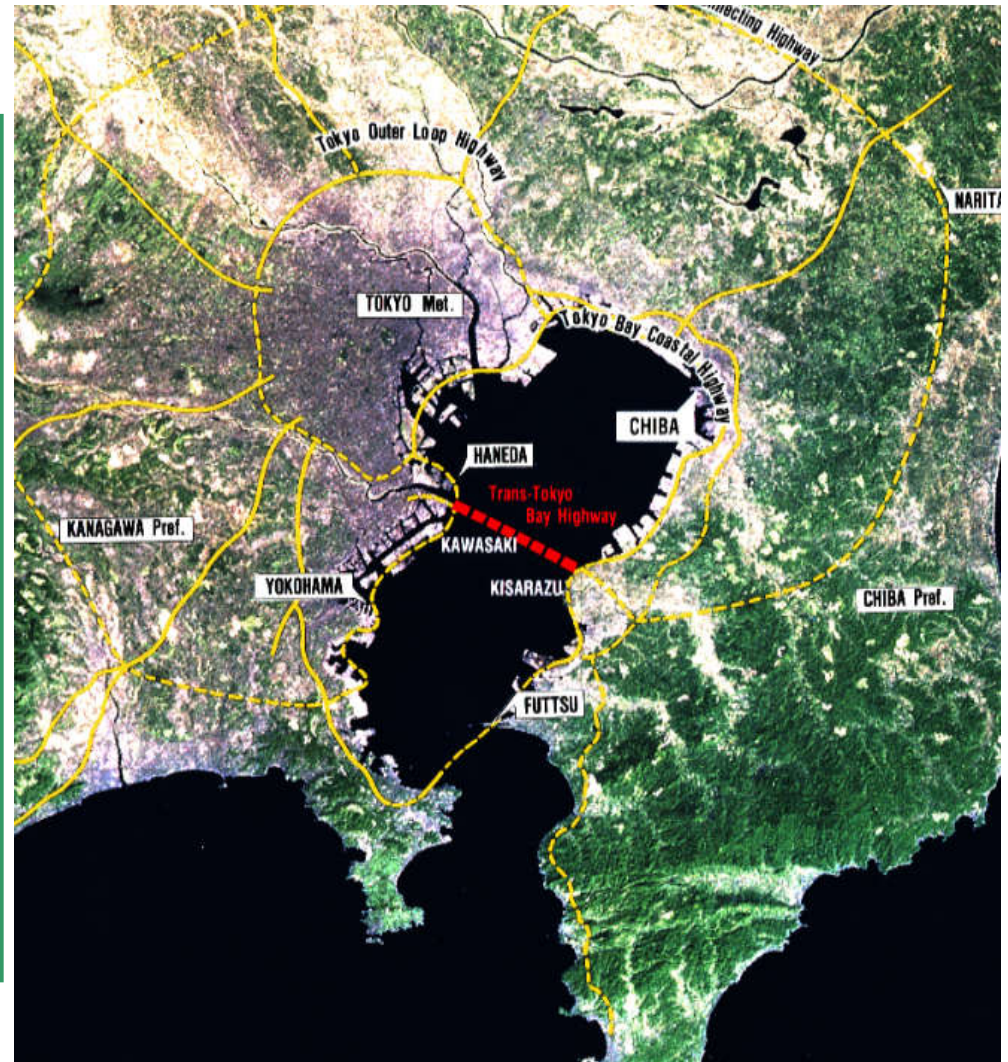 nnecting Highway
Tokyo Outer Loop Highway
NARITA
TOKYO Met.
Tokyo Bay Coastal Highway
CHIBA
HANEDA
Trans-Tokyo
Bay Highway
KANAGAWA Pref.
KAWASAKI
YOKOHAMA
KISARAZU
CHIBA Pref.
FUTTSU